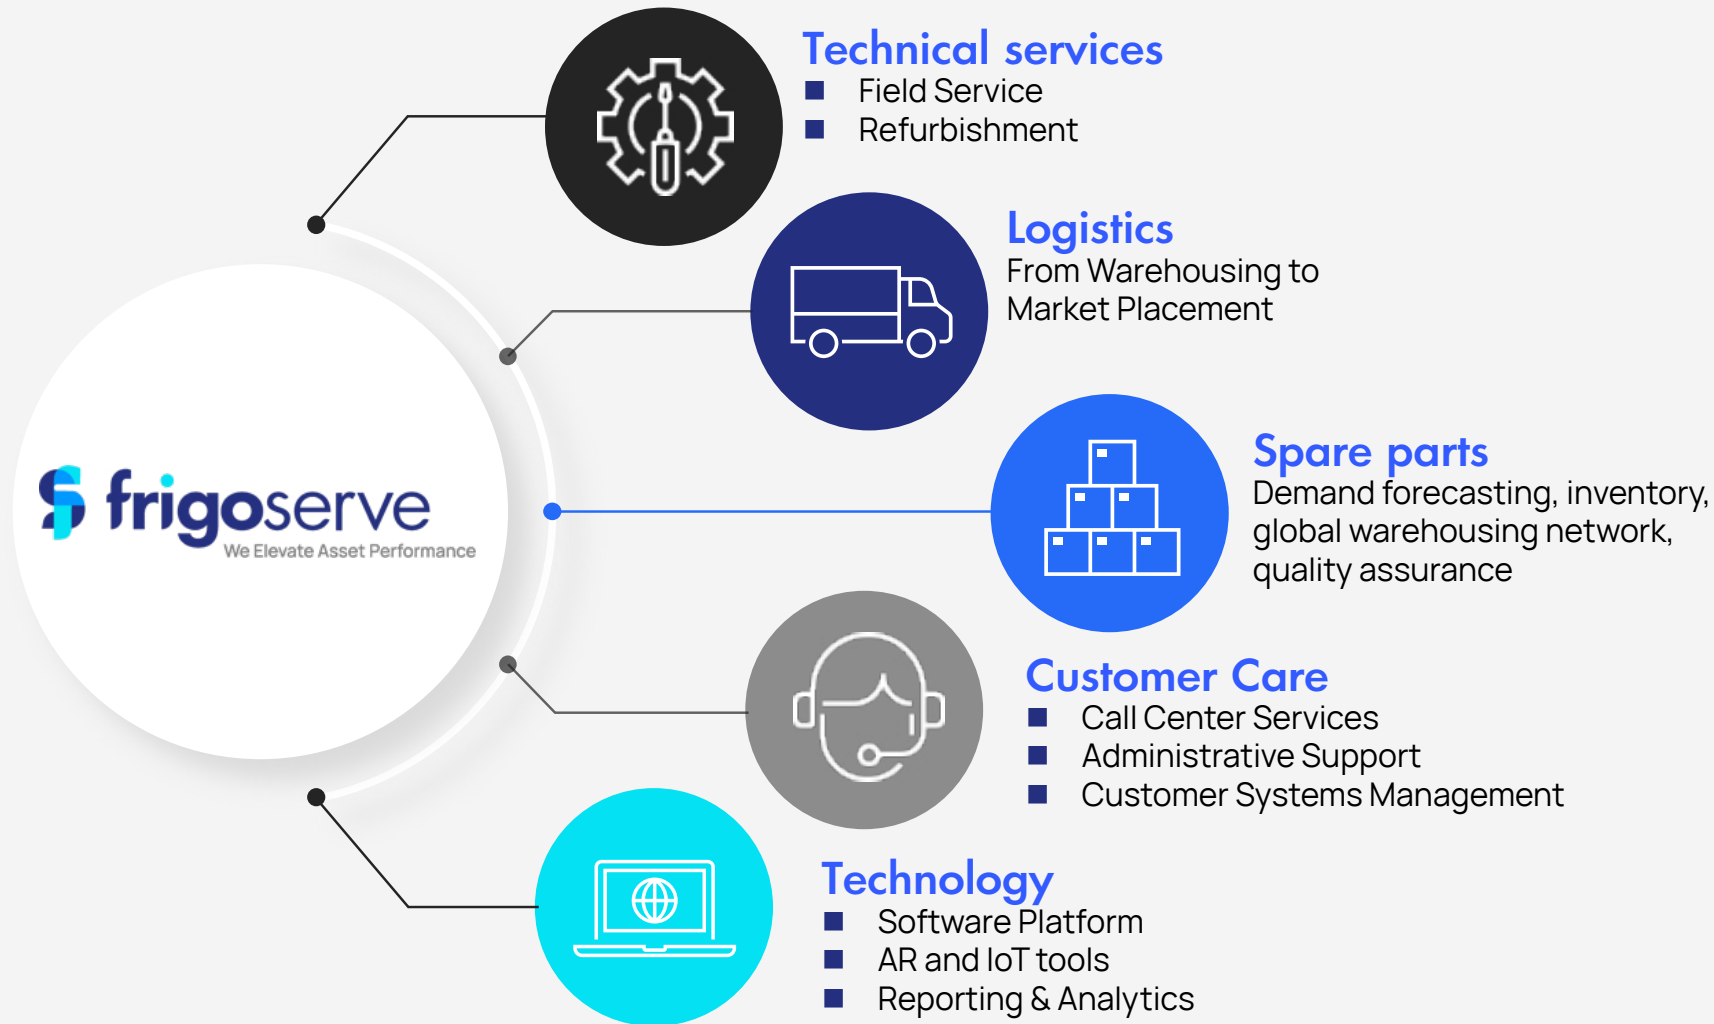 Technical services
Field Service
Refurbishment
Logistics
From Warehousing to
Market Placement
frigoserve
We Elevate Asset Performance
Spare parts
Demand forecasting, inventory,
global warehousing network,
quality assurance
Customer Care
Call Center Services
Administrative Support
Customer Systems Management
Technology
Software Platform
AR and IoT tools
Reporting & Analytics